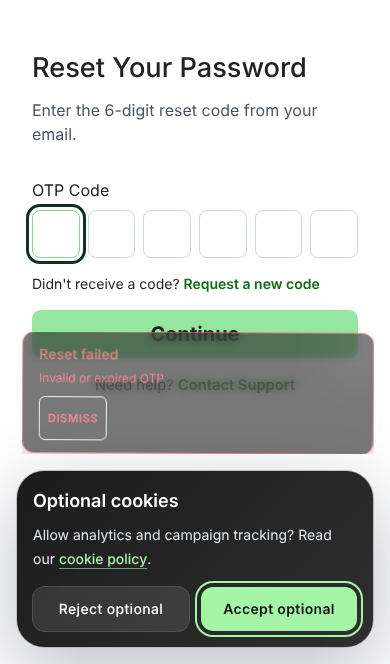 Reset Your Password
Enter the 6-digit reset code from your
email.
OTP Code
Didn't receive a code? Request a new code
Continue
Reset failed
Invalid or expired OTP.
Need help? Contact Support
DISMISS
Optional cookies
Allow analytics and campaign tracking? Read
our cookie policy.
Reject optional
Accept optional